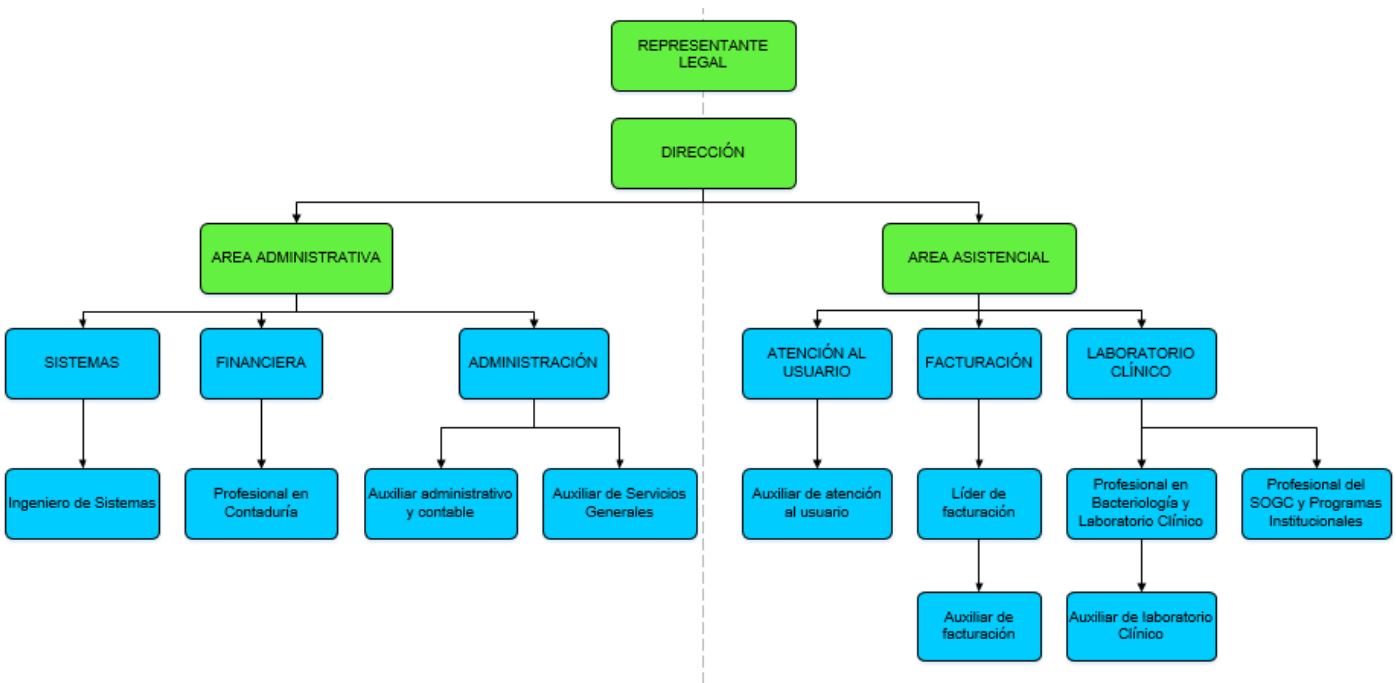 REPRESENTANTE
LEGAL
DIRECCIÓN
AREA ADMINISTRATIVA
AREA ASISTENCIAL
SISTEMAS
FINANCIERA
ADMINISTRACIÓN
ATENCIÓN AL
USUARIO
FACTURACIÓN
LABORATORIO
CLÍNICO
Ingeniero de Sistemas
Profesional en
Contaduría
Auxiliar administrativo
y contable
Auxiliar de Servicios
Generales
Auxiliar de atención
al usuario
Líder de
facturación
Profesional en
Bacteriología y
Laboratorio Clínico
Profesional del
SOGC y Programas
Institucionales
Auxiliar de
facturación
Auxiliar de laboratorio
Clínico